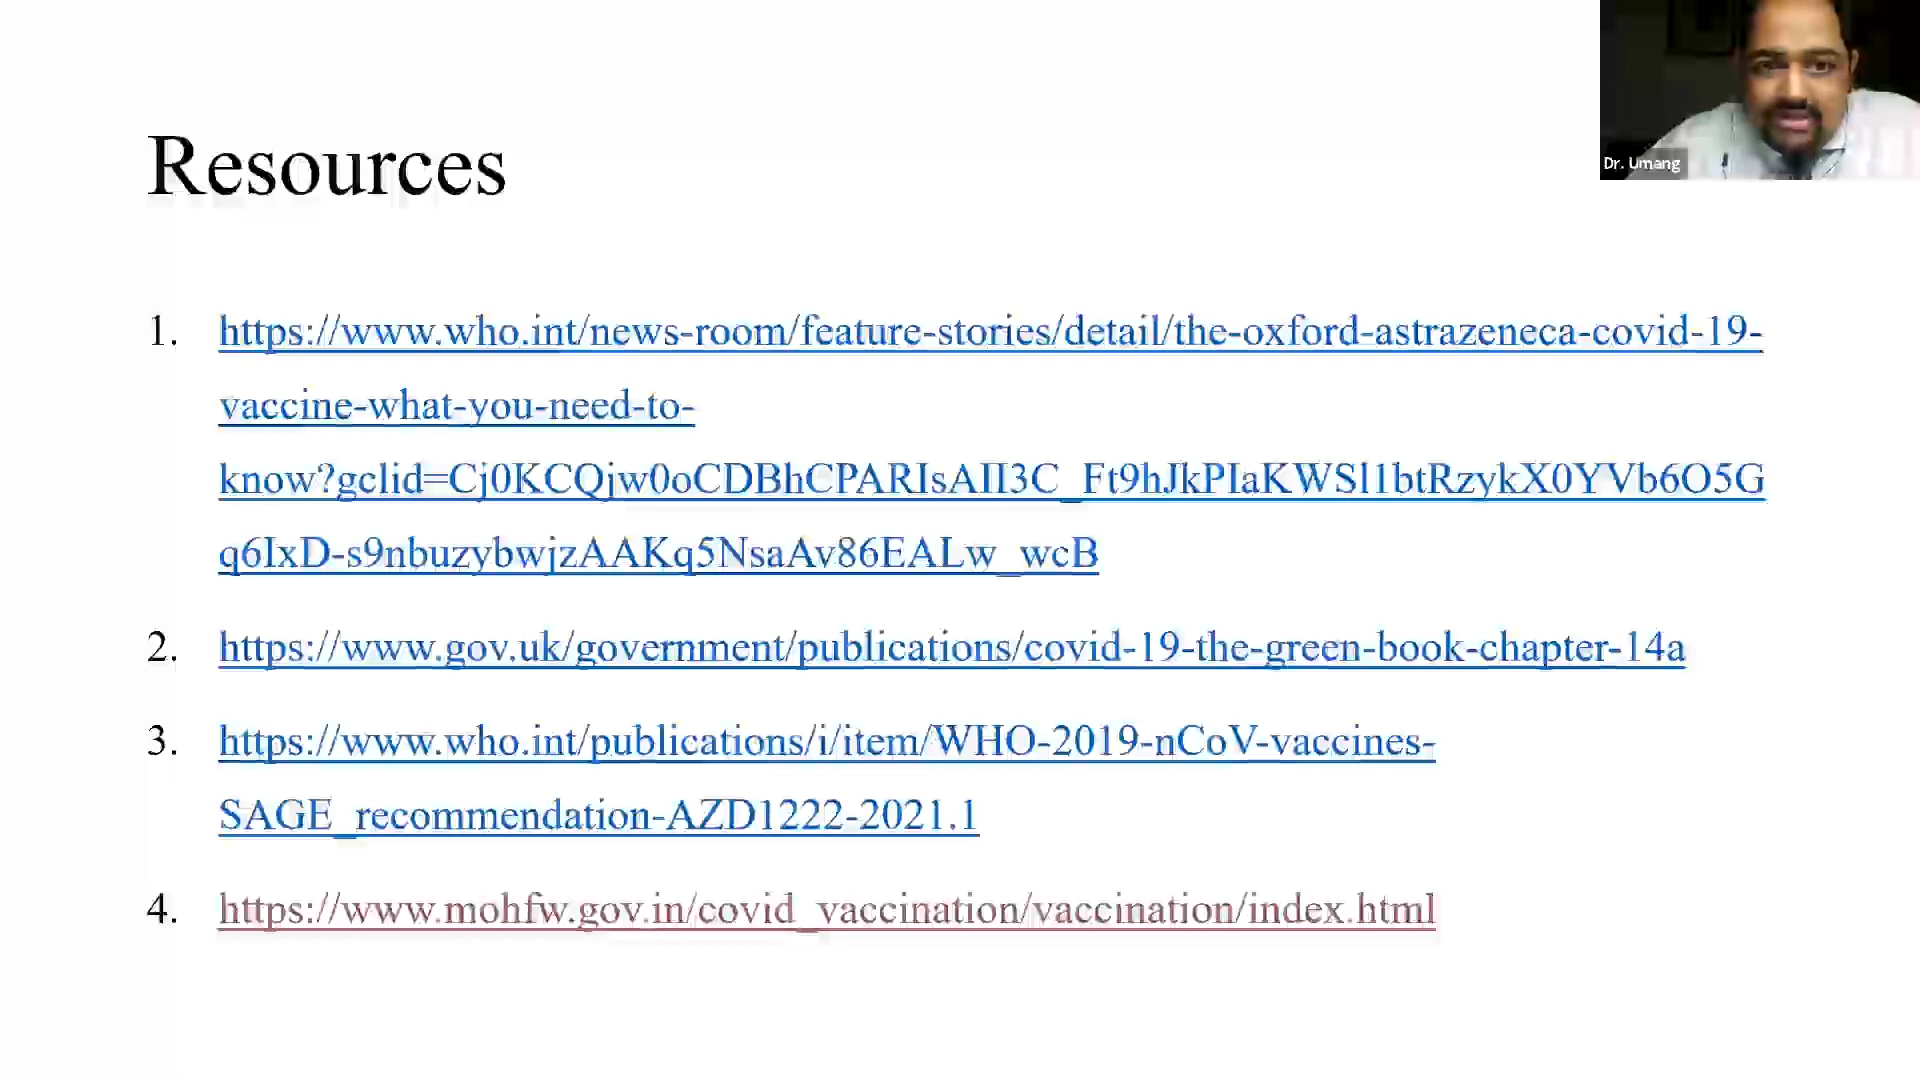 Dr. Umang
Resources
1. https://www.who.int/news-room/feature-stories/detail/the-oxford-astrazeneca-covid-19-
vaccine-what-you-need-to-
know?gclid=Cj0KCQjw0oCDBhCPARIsAII3C_Ft9hJkPIaKWSl1btRzykX0YVb6O5G
q6IxD-s9nbuzybwjzAAKq5NsaAv86EALw_wcB
2. https://www.gov.uk/government/publications/covid-19-the-green-book-chapter-14a
3. https://www.who.int/publications/i/item/WHO-2019-nCoV-vaccines-
SAGE_recommendation-AZD1222-2021.1
4. https://www.mohfw.gov.in/covid_vaccination/vaccination/index.html